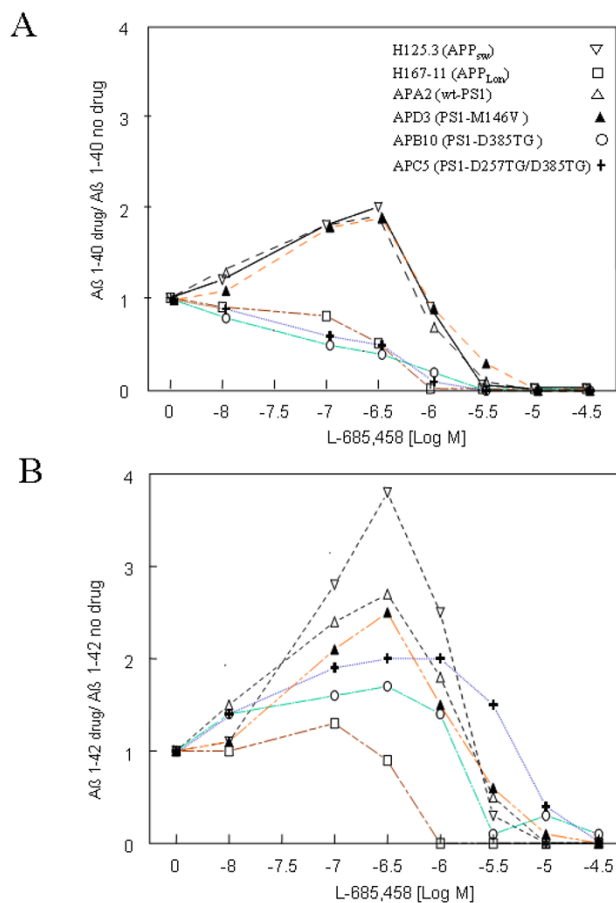 A
4
3
2
1
0
Aß 1-40 drug/ Aß 1-40 no drug
H125.3 (APPsw)
H167-11 (APPLon)
APA2 (wt-PS1)
APD3 (PS1-M146V)
APB10 (PS1-D385TG)
APC5 (PS1-D257TG/D385TG)
0 -8 -7.5 -7 -6.5 -6 -5.5 -5 -4.5
L-685,458 [Log M]
B
4
3
2
1
0
Aß 1-42 drug/ Aß 1-42 no drug
0 -8 -7.5 -7 -6.5 -6 -5.5 -5 -4.5
L-685,458 [Log M]